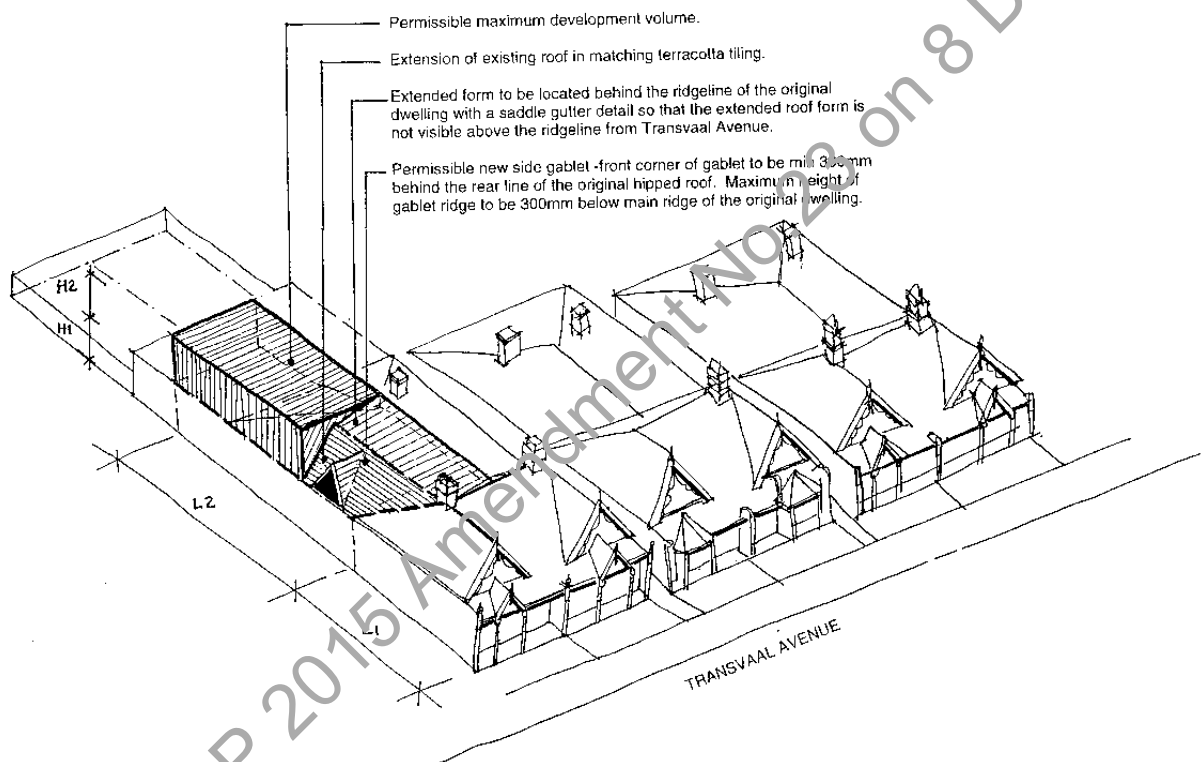 Permissible maximum development volume.
Extension of existing roof in matching terracolta tiling.
Extended form to be located behind the ridgeline of the original
dwelling with a saddle gutter detail so that the extended roof form is
not visible above the ridgeline from Transvaal Avenue.
Permissible new side gablet -front corner of gablet to be min 300mm
behind the rear line of the original hipped roof. Maximum height of
gablet ridge to be 300mm below main ridge of the original dwelling.
H2
H1
L2
L1
TRANSVAAL AVENUE
P 2015 Amendment No.23 on 8 D